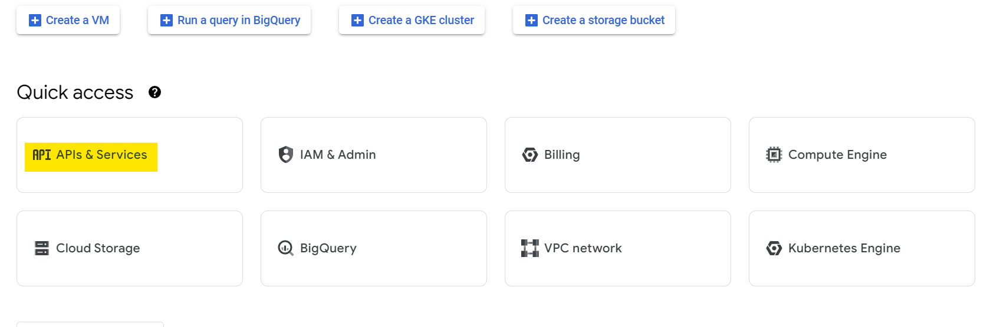 Create a VM
Run a query in BigQuery
Create a GKE cluster
Create a storage bucket
Quick access
API APIs & Services
IAM & Admin
Billing
Compute Engine
Cloud Storage
BigQuery
VPC network
Kubernetes Engine